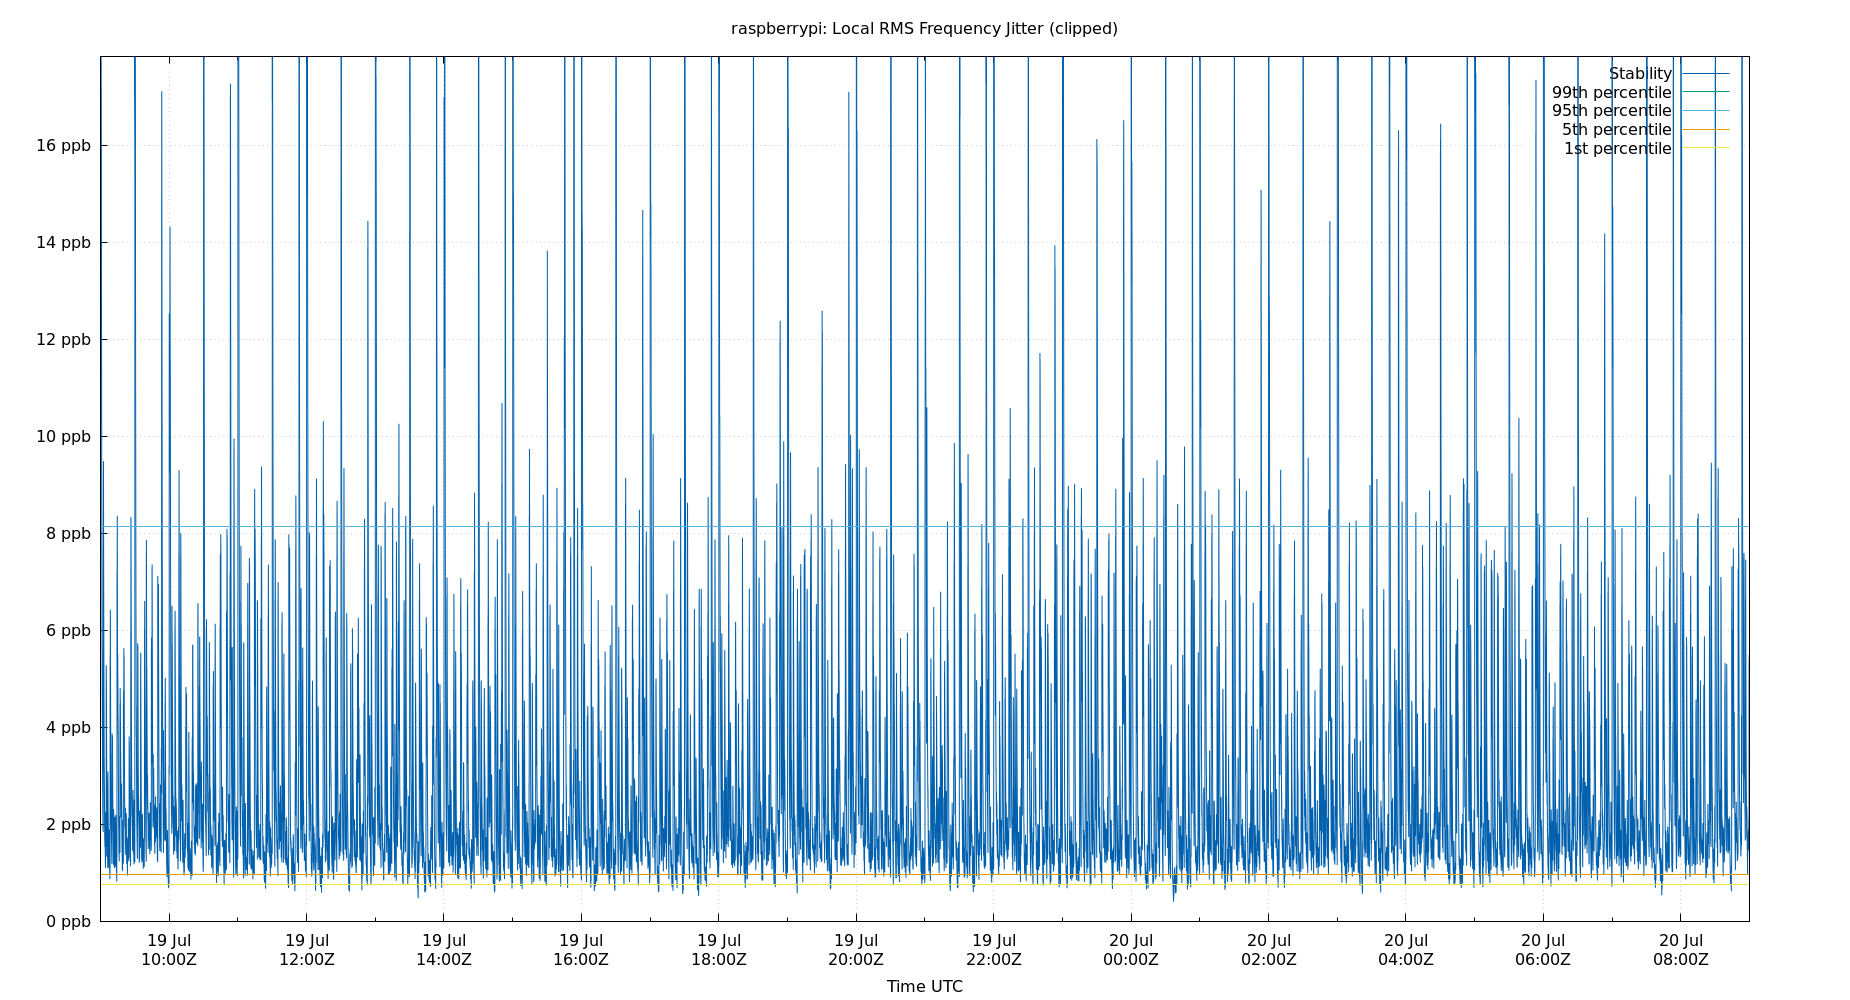 raspberrypi: Local RMS Frequency Jitter (clipped)
Stability
99th percentile
95th percentile
5th percentile
1st percentile
16 ppb
14 ppb
12 ppb
10 ppb
8 ppb
6 ppb
4 ppb
2 ppb
0 ppb
19 Jul 19 Jul 19 Jul 19 Jul 19 Jul 19 Jul 19 Jul 20 Jul 20 Jul 20 Jul 20 Jul 20 Jul
10:00Z 12:00Z 14:00Z 16:00Z 18:00Z 20:00Z 22:00Z 00:00Z 02:00Z 04:00Z 06:00Z 08:00Z
Time UTC